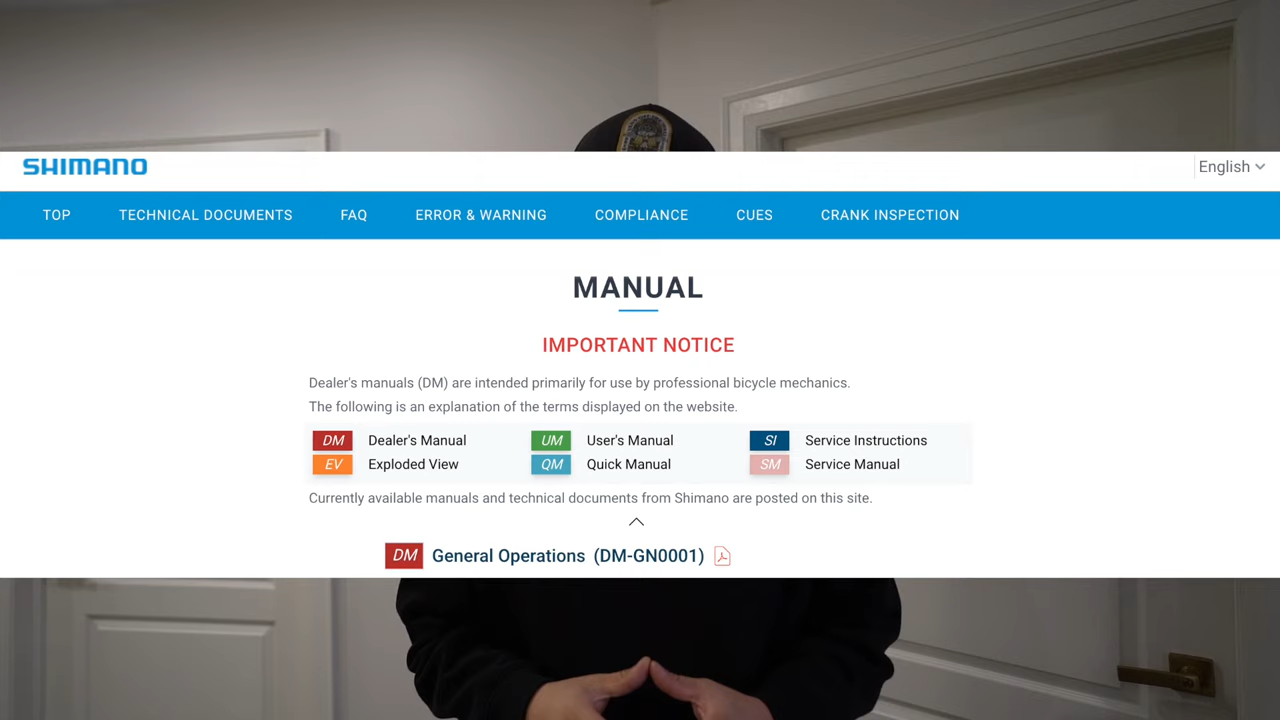 SHIMANO
English
TOP TECHNICAL DOCUMENTS FAQ ERROR & WARNING COMPLIANCE CUES CRANK INSPECTION
MANUAL
IMPORTANT NOTICE
Dealer's manuals (DM) are intended primarily for use by professional bicycle mechanics.
The following is an explanation of the terms displayed on the website.
DM Dealer's Manual UM User's Manual SI Service Instructions
EV Exploded View QM Quick Manual SM Service Manual
Currently available manuals and technical documents from Shimano are posted on this site.
DM General Operations (DM-GN0001)